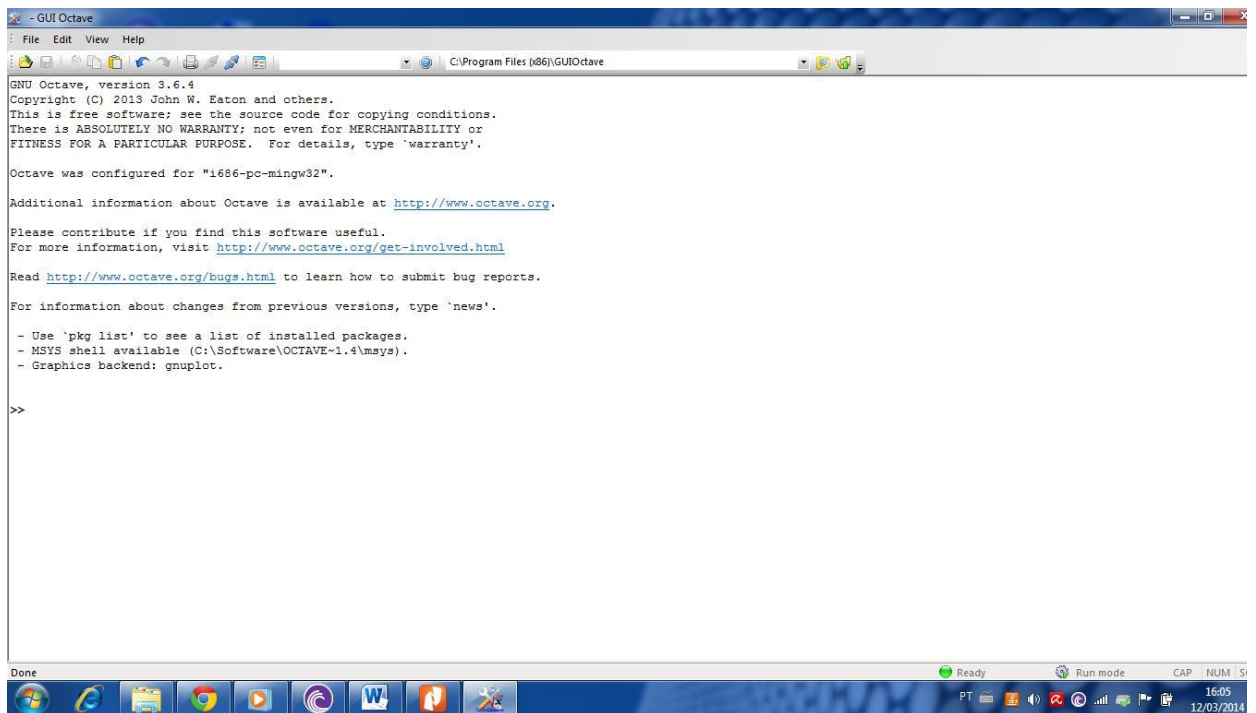 - GUI Octave
File Edit View Help
C:\Program Files (x86)\GUIOctave
GNU Octave, version 3.6.4
Copyright (C) 2013 John W. Eaton and others.
This is free software; see the source code for copying conditions.
There is ABSOLUTELY NO WARRANTY; not even for MERCHANTABILITY or
FITNESS FOR A PARTICULAR PURPOSE.  For details, type `warranty'.
Octave was configured for "i686-pc-mingw32".
Additional information about Octave is available at http://www.octave.org.
Please contribute if you find this software useful.
For more information, visit http://www.octave.org/get-involved.html
Read http://www.octave.org/bugs.html to learn how to submit bug reports.
For information about changes from previous versions, type `news'.
- Use `pkg list' to see a list of installed packages.
- MSYS shell available (C:\Software\OCTAVE~1.4\msys).
- Graphics backend: gnuplot.
>>
Done Ready Run mode CAP NUM
PT 16:05
12/03/2014